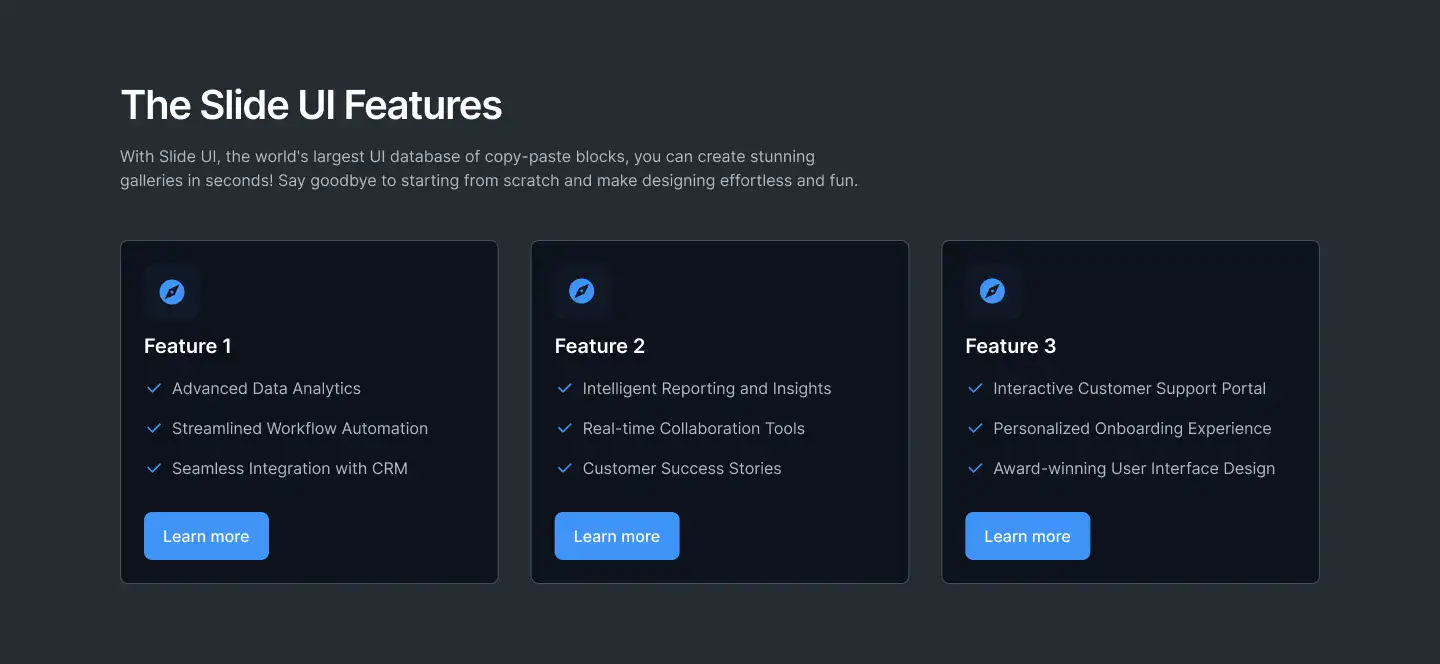 The Slide UI Features
With Slide UI, the world's largest UI database of copy-paste blocks, you can create stunning
galleries in seconds! Say goodbye to starting from scratch and make designing effortless and fun.
Feature 1
Advanced Data Analytics
Streamlined Workflow Automation
Seamless Integration with CRM
Learn more
Feature 2
Intelligent Reporting and Insights
Real-time Collaboration Tools
Customer Success Stories
Learn more
Feature 3
Interactive Customer Support Portal
Personalized Onboarding Experience
Award-winning User Interface Design
Learn more